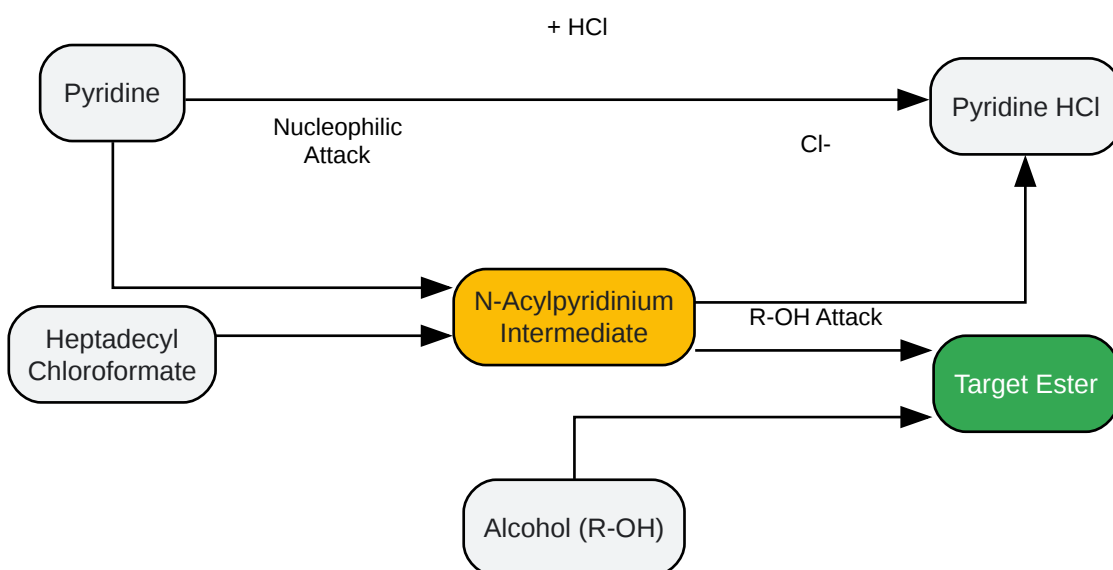 + HCl
Pyridine
Pyridine HCl
Nucleophilic
Attack
Cl-
N-Acylpyridinium
Intermediate
R-OH Attack
Heptadecyl
Chloroformate
Target Ester
Alcohol (R-OH)